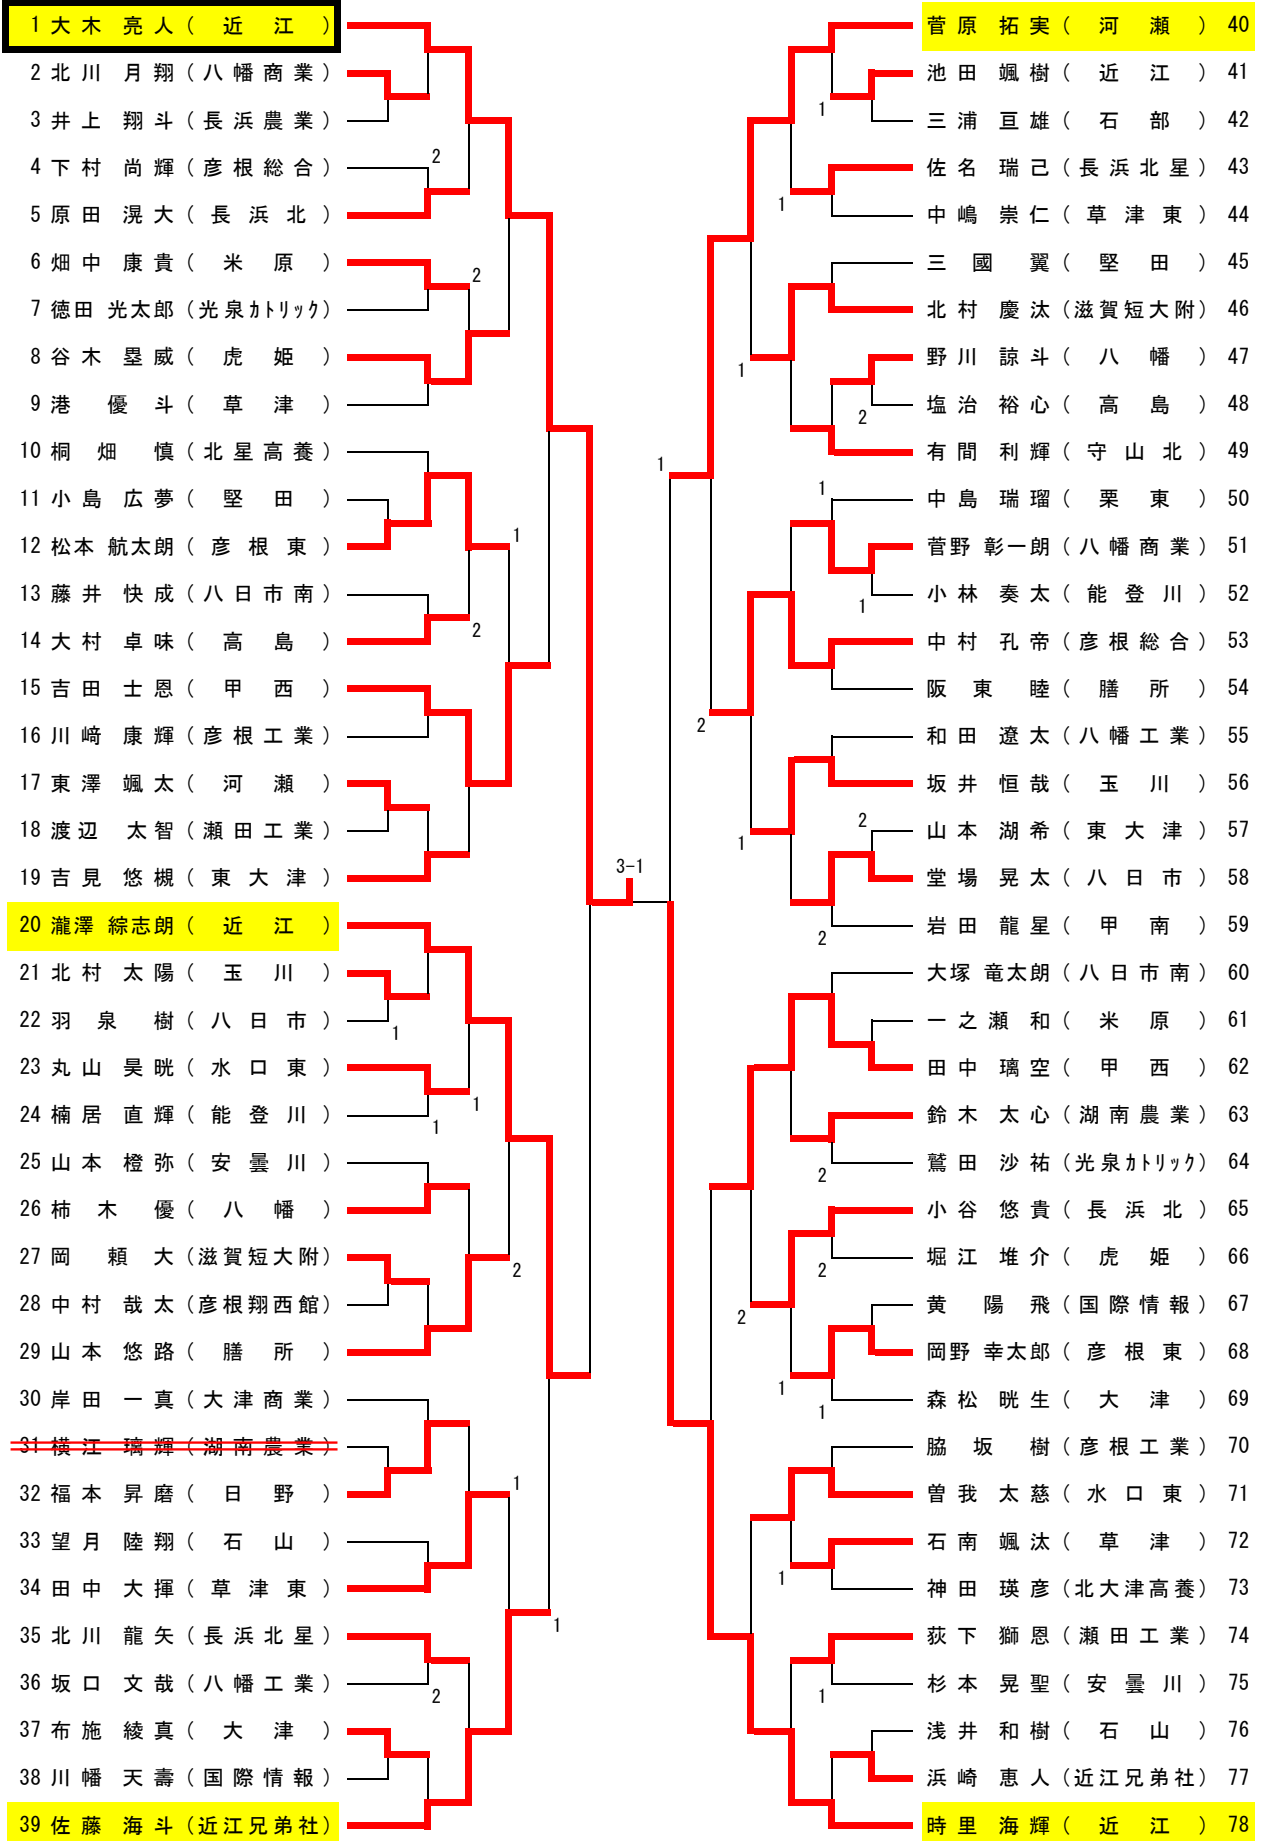 1 大木 亮人 ( 近江 )
2 北川 月翔 ( 八幡商業 )
3 井上 翔斗 ( 長浜農業 )
4 下村 尚輝 ( 彦根総合 )
2
5 原田 滉大 ( 長浜北 )
6 畑中 康貴 ( 米原 )
2
7 徳田 光太郎 (光泉カトリック)
8 谷木 塁威 ( 虎姫 )
9 港 優斗 ( 草津 )
10 桐畑 慎 ( 北星高養 )
11 小島 広夢 ( 堅田 )
12 松本 航太朗 ( 彦根東 )
1
13 藤井 快成 ( 八日市南 )
2
14 大村 卓味 ( 高島 )
15 吉田 士恩 ( 甲西 )
16 川﨑 康輝 ( 彦根工業 )
17 東澤 颯太 ( 河瀬 )
18 渡辺 太智 ( 瀬田工業 )
19 吉見 悠槻 ( 東大津 )
20 瀧澤 綜志朗 ( 近江 )
21 北村 太陽 ( 玉川 )
22 羽泉 樹 ( 八日市 )
1
23 丸山 昊晄 ( 水口東 )
1
24 楠居 直輝 ( 能登川 )
1
25 山本 橙弥 ( 安曇川 )
26 柿木 優 ( 八幡 )
27 岡 頼大 (滋賀短大附)
2
28 中村 哉太 (彦根翔西館)
29 山本 悠路 ( 膳所 )
30 岸田 一真 ( 大津商業 )
31 横江 璃輝 ( 湖南農業 )
32 福本 昇磨 ( 日野 )
1
33 望月 陸翔 ( 石山 )
34 田中 大揮 ( 草津東 )
35 北川 龍矢 ( 長浜北星 )
1
36 坂口 文哉 ( 八幡工業 )
2
37 布施 綾真 ( 大津 )
38 川幡 天壽 ( 国際情報 )
39 佐藤 海斗 (近江兄弟社)
3-1
菅原 拓実 ( 河瀬 ) 40
池田 颯樹 ( 近江 ) 41
1
三浦 亘雄 ( 石部 ) 42
佐名 瑞己 ( 長浜北星 ) 43
1
中嶋 崇仁 ( 草津東 ) 44
三國 翼 ( 堅田 ) 45
北村 慶汰 (滋賀短大附) 46
野川 諒斗 ( 八幡 ) 47
1
塩治 裕心 ( 高島 ) 48
2
有間 利輝 ( 守山北 ) 49
1
1
中島 瑞瑠 ( 栗東 ) 50
菅野 彰一朗 ( 八幡商業 ) 51
小林 奏太 ( 能登川 ) 52
1
中村 孔帝 ( 彦根総合 ) 53
阪東 睦 ( 膳所 ) 54
2
和田 遼太 ( 八幡工業 ) 55
坂井 恒哉 ( 玉川 ) 56
2
山本 湖希 ( 東大津 ) 57
1
堂場 晃太 ( 八日市 ) 58
岩田 龍星 ( 甲南 ) 59
2
大塚 竜太朗 ( 八日市南 ) 60
一之瀬 和 ( 米原 ) 61
田中 璃空 ( 甲西 ) 62
鈴木 太心 ( 湖南農業 ) 63
鷲田 沙祐 (光泉カトリック) 64
2
小谷 悠貴 ( 長浜北 ) 65
堀江 堆介 ( 虎姫 ) 66
2
黄 陽飛 ( 国際情報 ) 67
2
岡野 幸太郎 ( 彦根東 ) 68
1
森松 晄生 ( 大津 ) 69
1
脇坂 樹 ( 彦根工業 ) 70
曽我 太慈 ( 水口東 ) 71
石南 颯汰 ( 草津 ) 72
1
神田 瑛彦 (北大津高養) 73
荻下 獅恩 ( 瀬田工業 ) 74
杉本 晃聖 ( 安曇川 ) 75
1
浅井 和樹 ( 石山 ) 76
浜崎 恵人 (近江兄弟社) 77
時里 海輝 ( 近江 ) 78